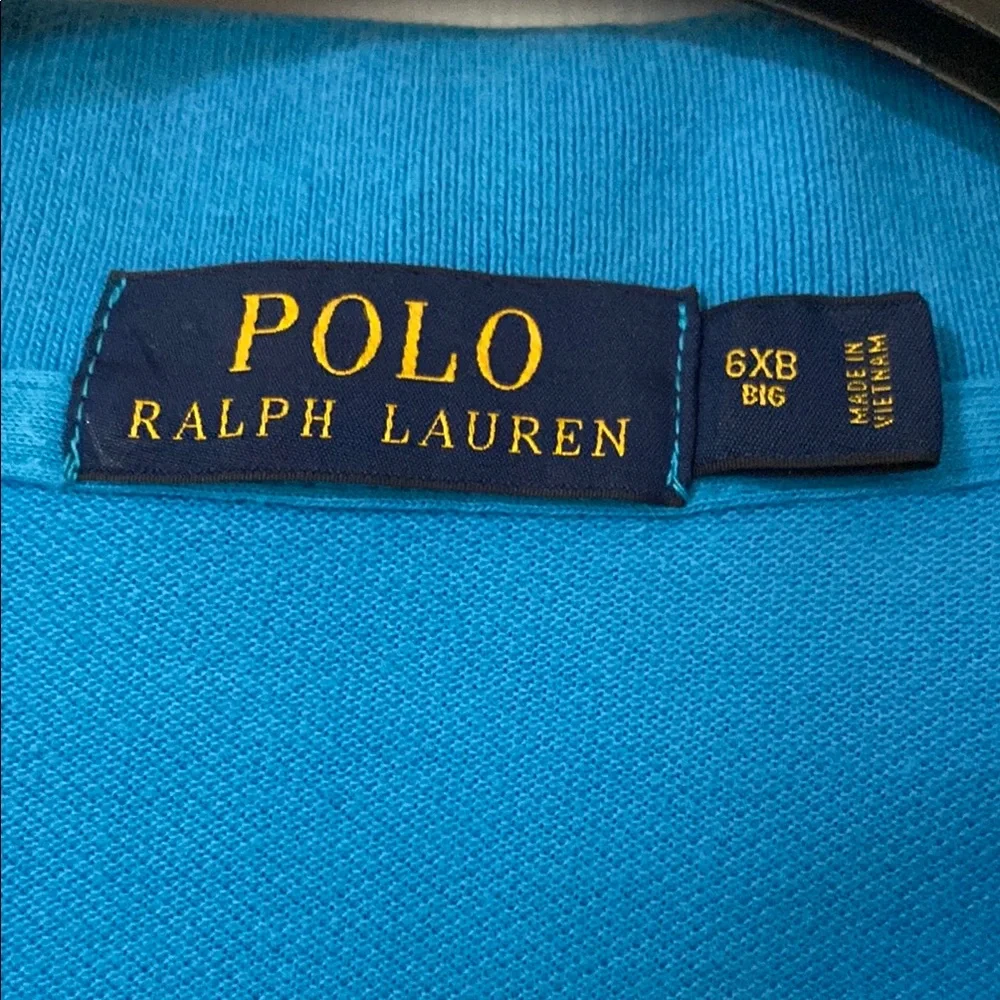 POLO
RALPH LAUREN
6XB
BIG
MADE IN
VIETNAM